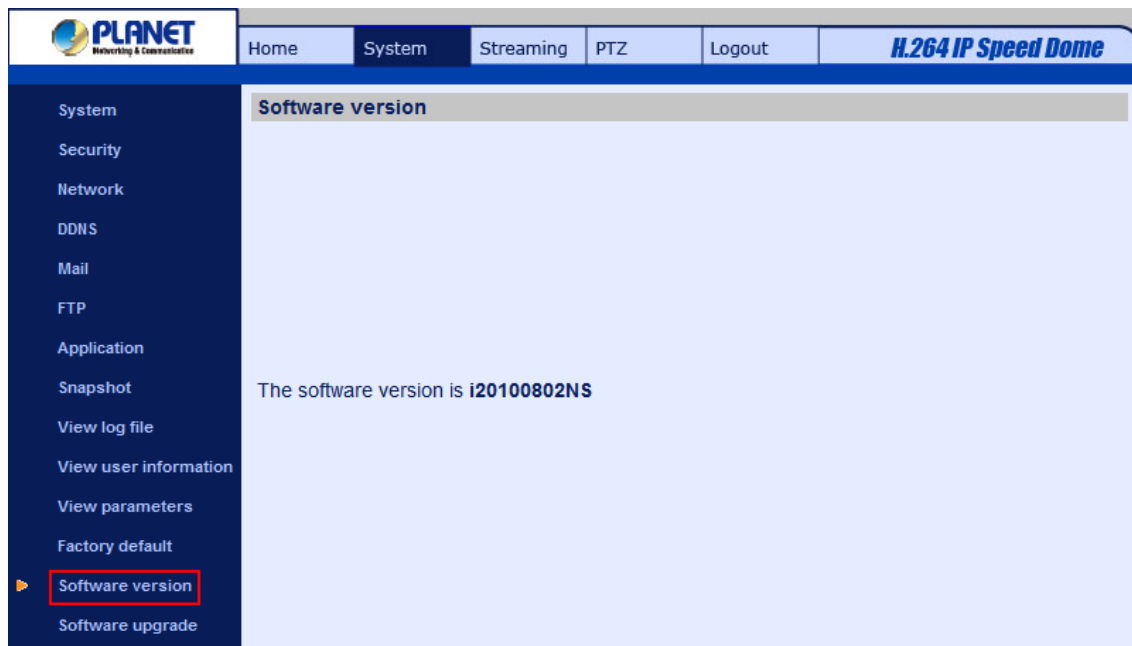 PLANET
Networking & Communication
Home System Streaming PTZ Logout H.264 IP Speed Dome
System
Security
Network
DDNS
Mail
FTP
Application
Snapshot
View log file
View user information
View parameters
Factory default
Software version
Software upgrade
Software version
The software version is i20100802NS